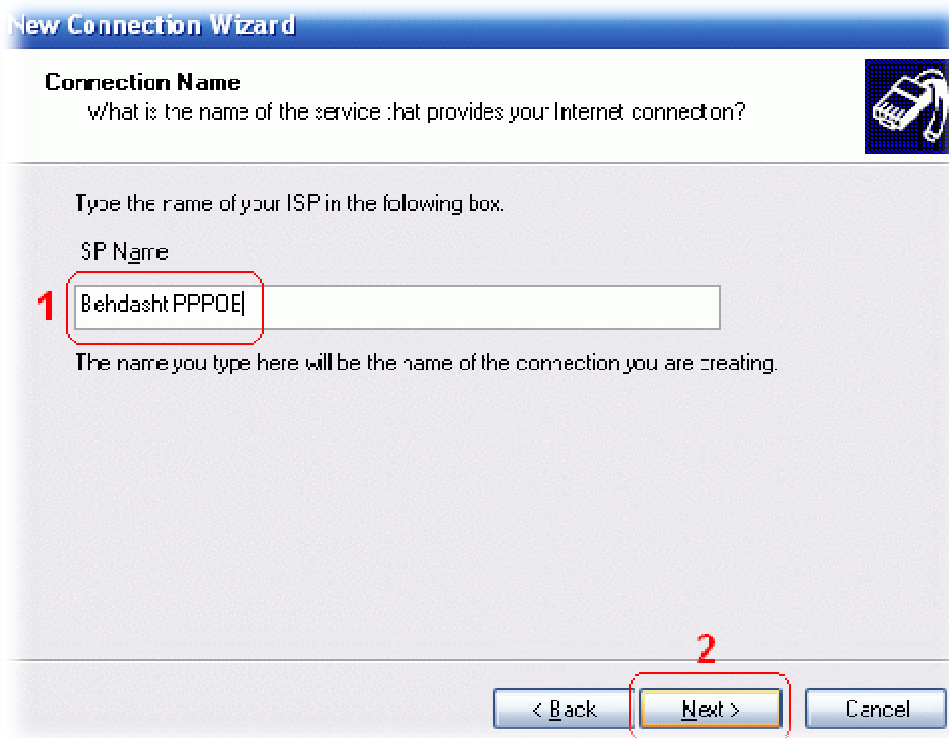 New Connection Wizard
Connection Name
What is the name of the service that provides your Internet connection?
Type the name of your ISP in the following box.
ISP Name
1
Behdasht PPPOE
The name you type here will be the name of the connection you are creating.
2
< Back
Next >
Cancel